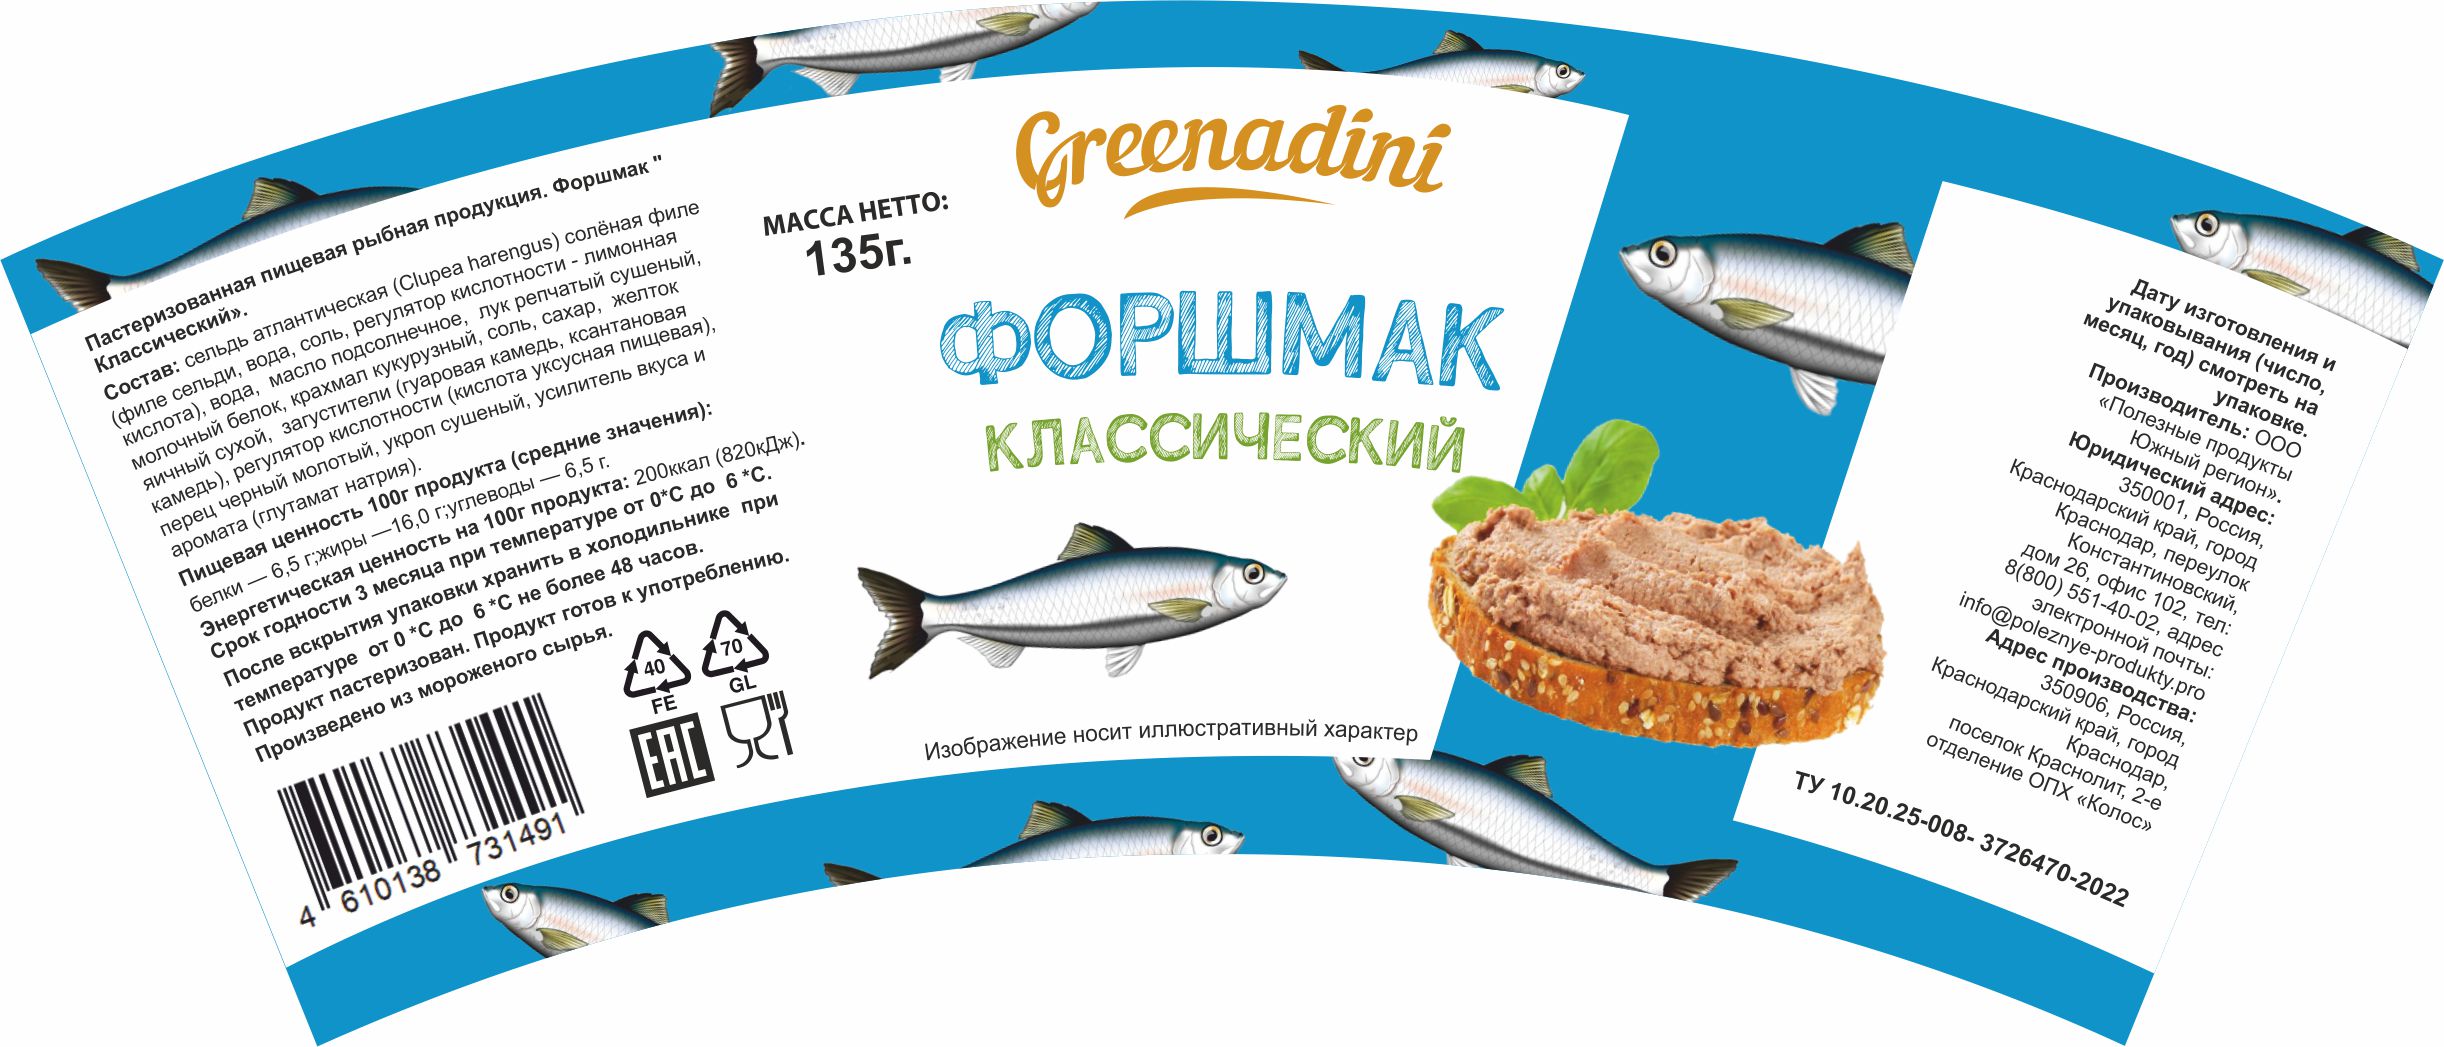 Пастеризованная пищевая рыбная продукция. Форшмак "
Классический».
Состав: сельдь атлантическая (Clupea harengus) солёная филе
(филе сельди, вода, соль, регулятор кислотности - лимонная
кислота), вода, масло подсолнечное, лук репчатый сушеный,
молочный белок, крахмал кукурузный, соль, сахар, желток
яичный сухой, загустители (гуаровая камедь, ксантановая
камедь), регулятор кислотности (кислота уксусная пищевая),
перец черный молотый, укроп сушеный, усилитель вкуса и
аромата (глутамат натрия).
Пищевая ценность 100г продукта (средние значения):
белки — 6,5 г;жиры —16,0 г;углеводы — 6,5 г.
Энергетическая ценность на 100г продукта: 200ккал (820кДж).
Срок годности 3 месяца при температуре от 0*С до 6 *С.
После вскрытия упаковки хранить в холодильнике при
температуре от 0 *С до 6 *С не более 48 часов.
Продукт пастеризован. Продукт готов к употреблению.
Произведено из мороженого сырья.
40
FE
70
GL
EAC
4 610138 731491
МАССА НЕТТО:
135г.
Greenadini
ФОРШМАК
КЛАССИЧЕСКИЙ
Изображение носит иллюстративный характер
Дату изготовления и
упаковывания (число,
месяц, год) смотреть на
упаковке.
Производитель: ООО
«Полезные продукты
Южный регион».
Юридический адрес:
350001, Россия,
Краснодарский край, город
Краснодар, переулок
Константиновский,
дом 26, офис 102, тел:
8(800) 551-40-02, адрес
электронной почты:
info@poleznye-produkty.pro
Адрес производства:
350906, Россия,
Краснодарский край, город
Краснодар,
поселок Краснолит, 2-е
отделение ОПХ «Колос»
ТУ 10.20.25-008- 3726470-2022